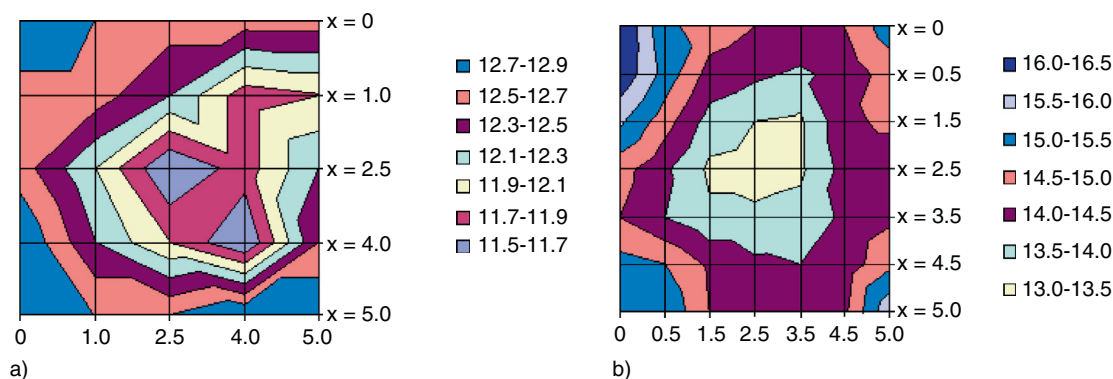 x = 0
x = 1.0
x = 2.5
x = 4.0
x = 5.0
0 1.0 2.5 4.0 5.0
12.7-12.9
12.5-12.7
12.3-12.5
12.1-12.3
11.9-12.1
11.7-11.9
11.5-11.7
a)
x = 0
x = 0.5
x = 1.5
x = 2.5
x = 3.5
x = 4.5
x = 5.0
0 0.5 1.5 2.5 3.5 4.5 5.0
16.0-16.5
15.5-16.0
15.0-15.5
14.5-15.0
14.0-14.5
13.5-14.0
13.0-13.5
b)